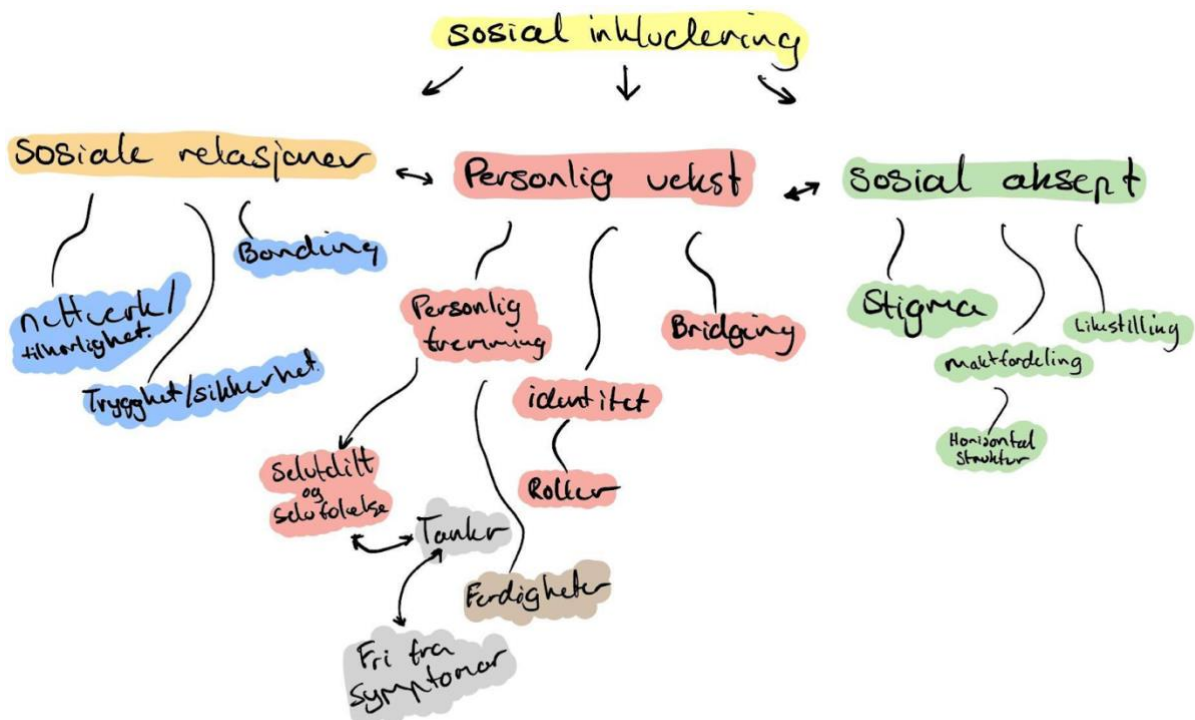 sosial inkludering
sosiale relasjoner
Personlig vekst
sosial aksept
Bonding
nettverk/
tilhørlighet.
Trygghet/sikkerhet.
Personlig
fremming
Bridging
identitet
Roller
Selvtilit
og
selvfølelse
Tanker
Ferdigheter
Fri fra
symptomer
Stigma
Likestilling
maktfordeling
Horisontal
Struktur